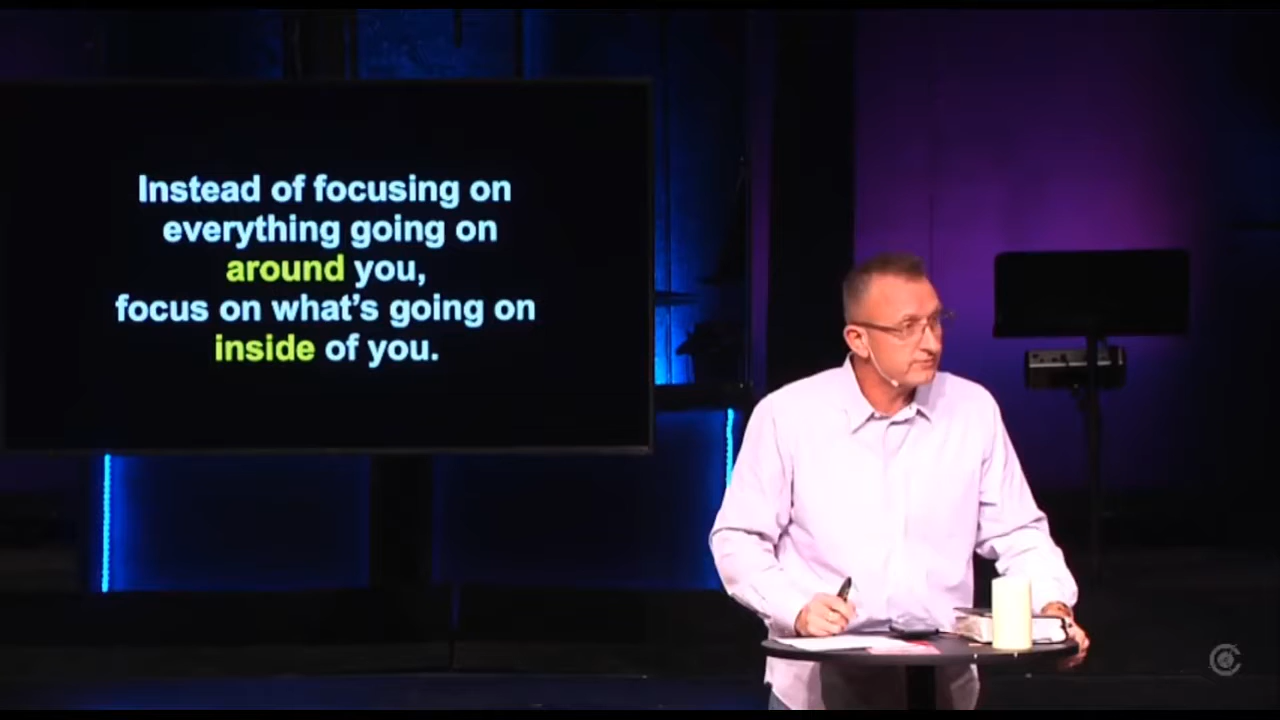 Instead of focusing on
everything going on
around you,
focus on what's going on
inside of you.